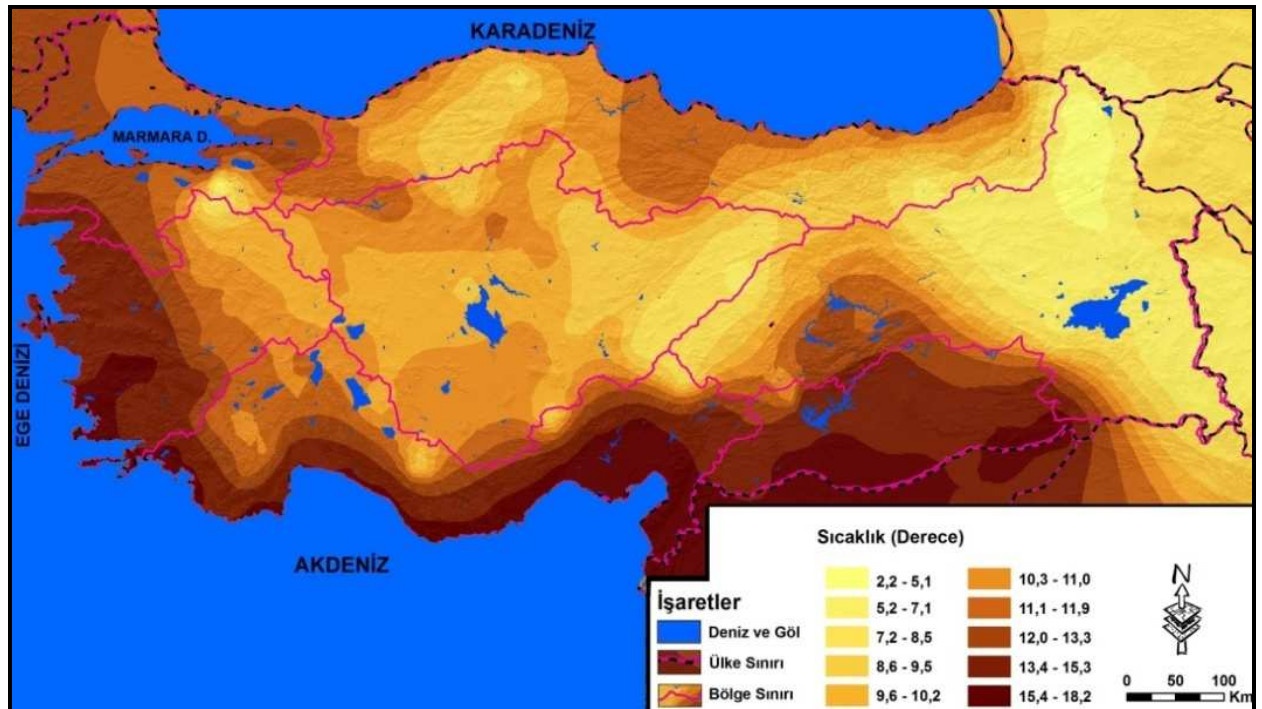 KARADENİZ
MARMARA D.
EGE DENİZİ
AKDENİZ
İşaretler
Deniz ve Göl
Ülke Sınırı
Bölge Sınırı
Sıcaklık (Derece)
2,2 - 5,1
5,2 - 7,1
7,2 - 8,5
8,6 - 9,5
9,6 - 10,2
10,3 - 11,0
11,1 - 11,9
12,0 - 13,3
13,4 - 15,3
15,4 - 18,2
N
0 50 100
Km